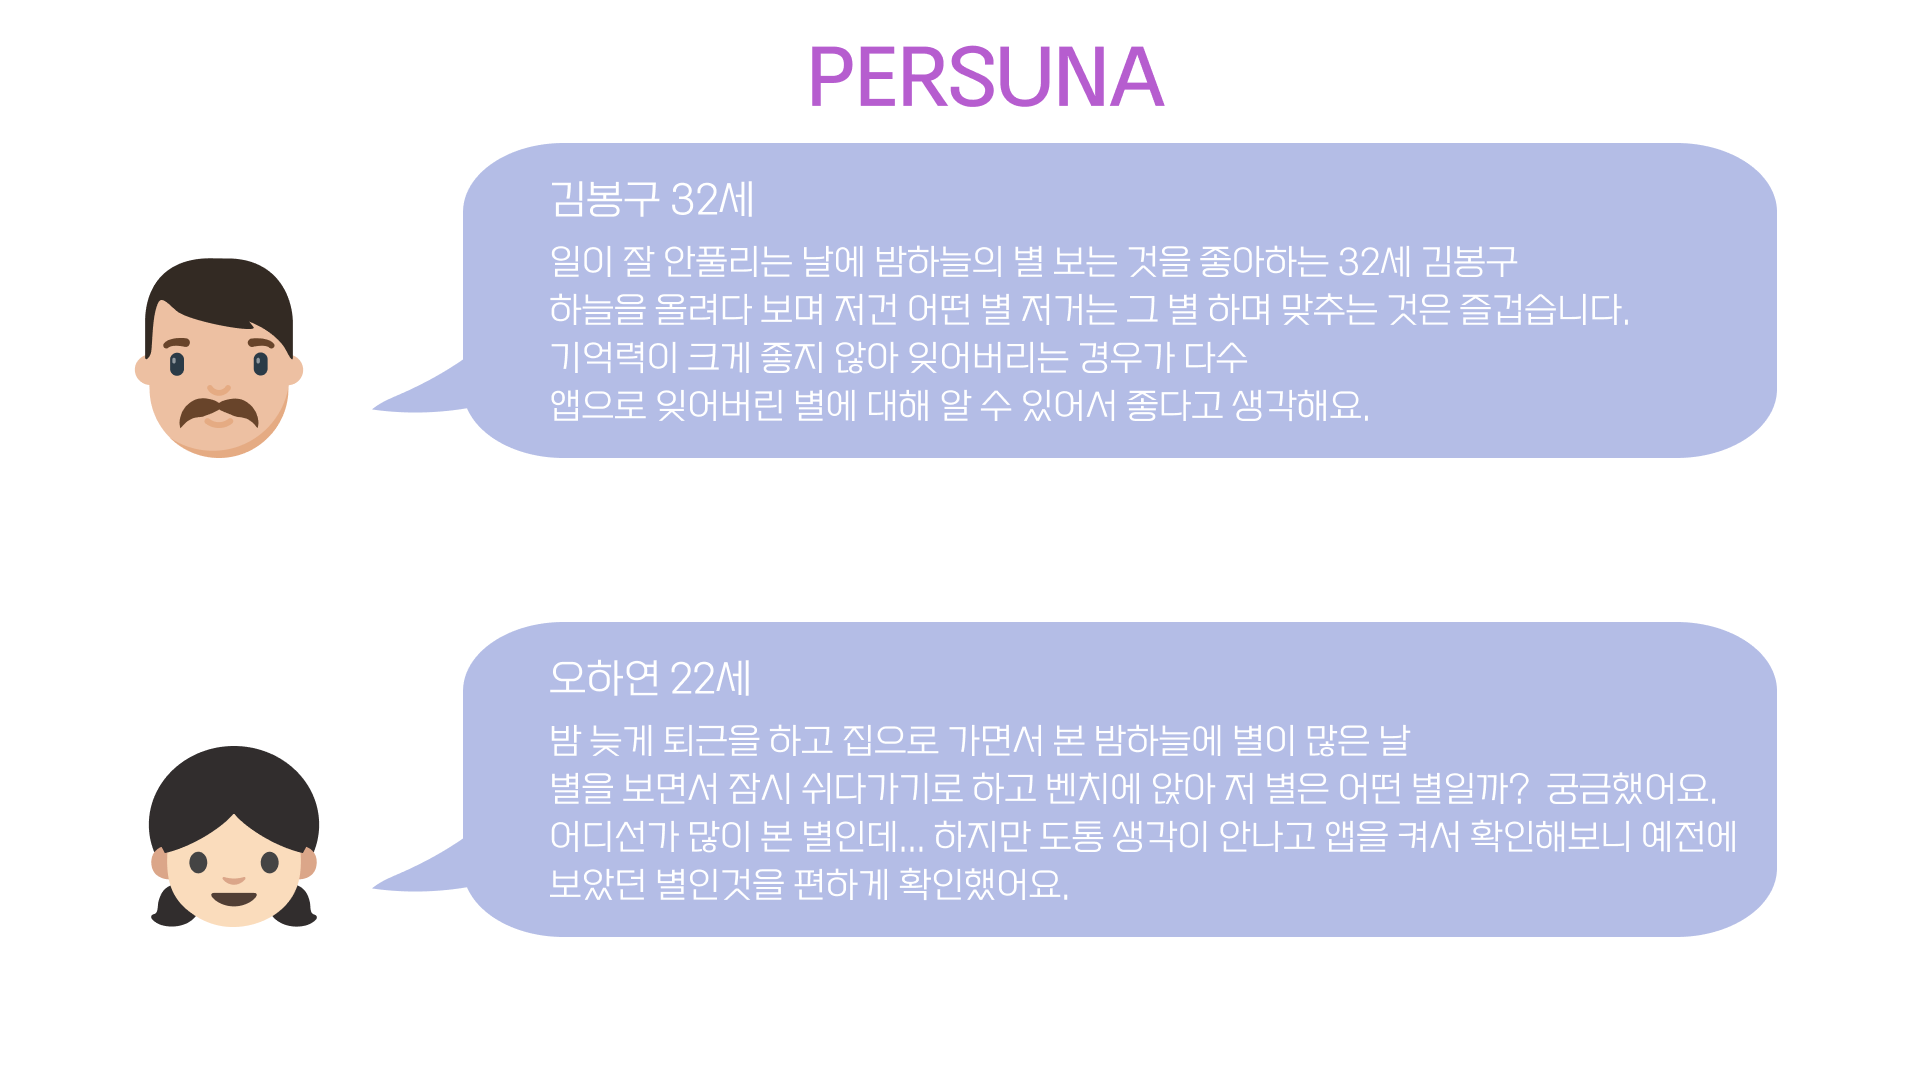 PERSUNA
김봉구 32세
일이 잘 안풀리는 날에 밤하늘의 별 보는 것을 좋아하는 32세 김봉구
하늘을 올려다 보며 저건 어떤 별 저거는 그 별 하며 맞추는 것은 즐겁습니다.
기억력이 크게 좋지 않아 잊어버리는 경우가 다수
앱으로 잊어버린 별에 대해 알 수 있어서 좋다고 생각해요.
오하연 22세
밤 늦게 퇴근을 하고 집으로 가면서 본 밤하늘에 별이 많은 날
별을 보면서 잠시 쉬다가기로 하고 벤치에 앉아 저 별은 어떤 별일까? 궁금했어요.
어디선가 많이 본 별인데... 하지만 도통 생각이 안나고 앱을 켜서 확인해보니 예전에
보았던 별인것을 편하게 확인했어요.